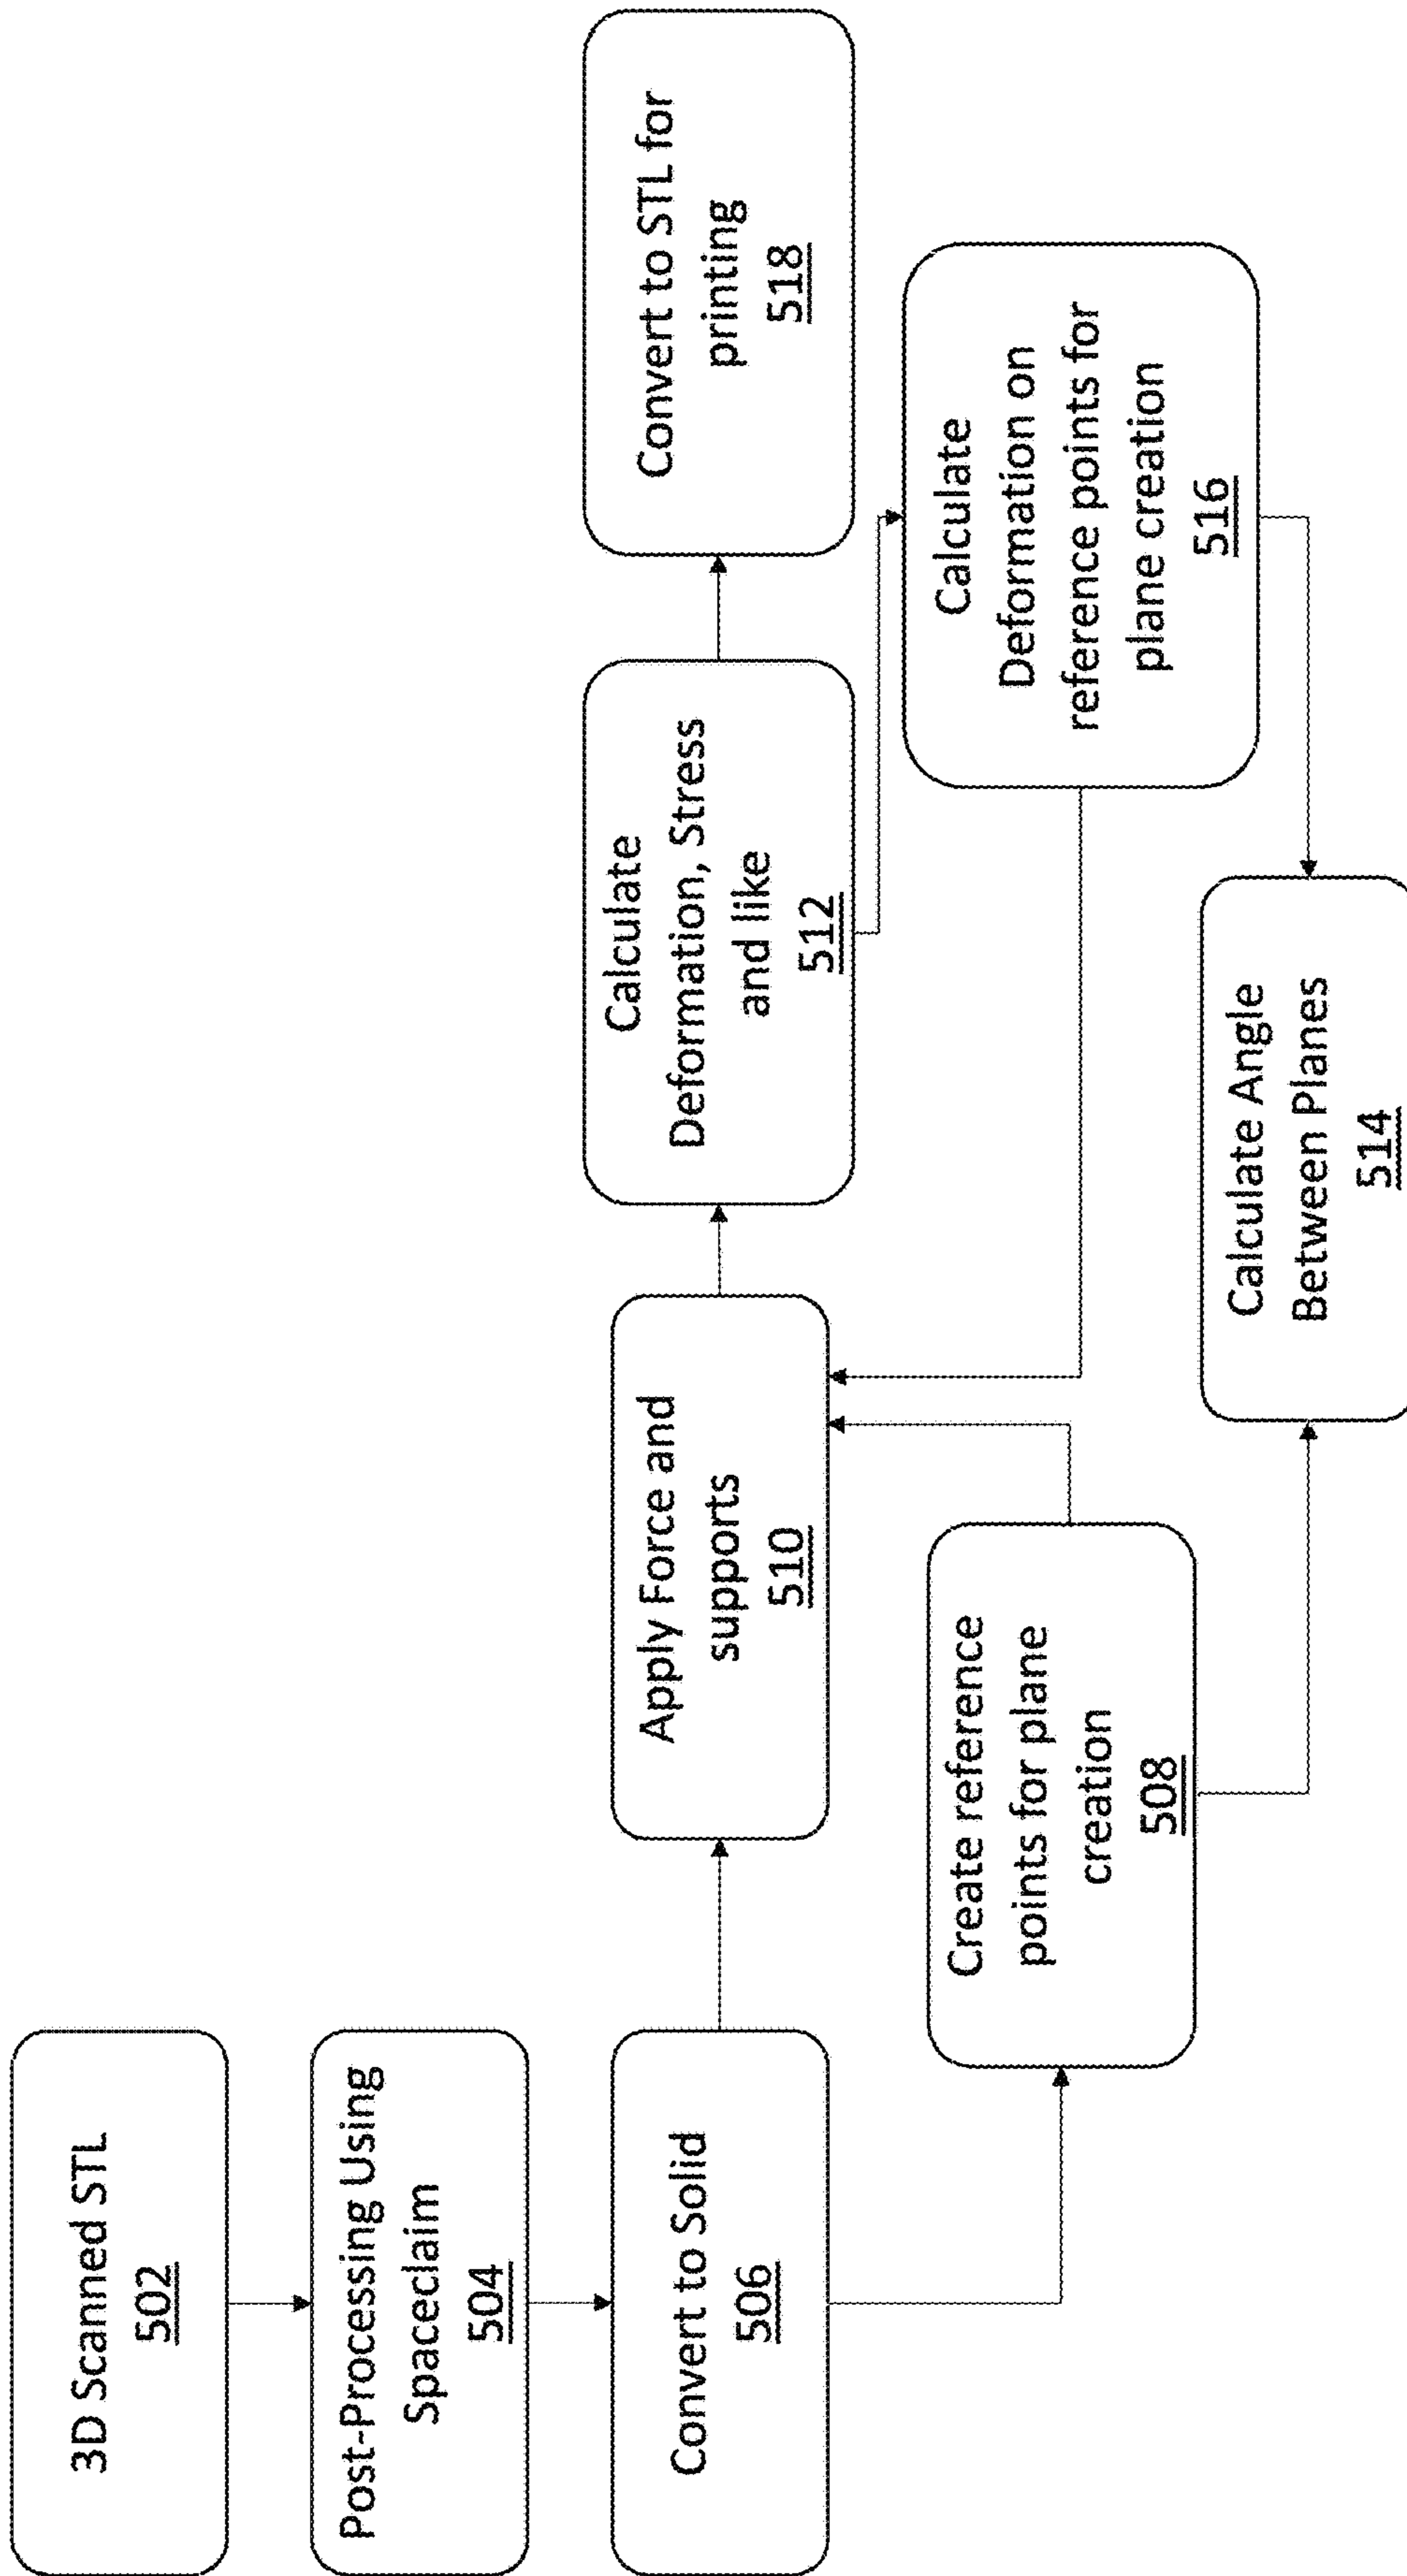 3D Scanned STL
502
Post-Processing Using
Spaceclaim
504
Convert to Solid
506
Create reference
points for plane
creation
508
Apply Force and
supports
510
Calculate
Deformation, Stress
and like
512
Calculate Angle
Between Planes
514
Calculate
Deformation on
reference points for
plane creation
516
Convert to STL for
printing
518